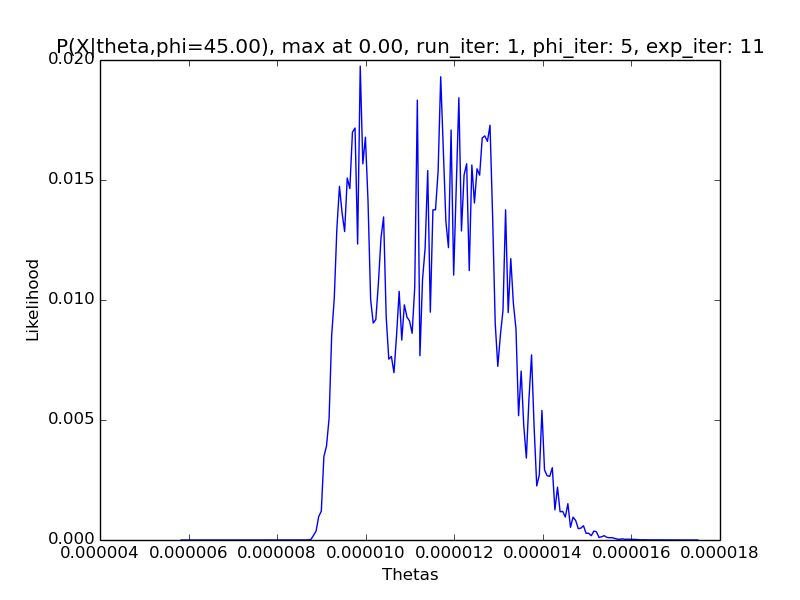 P(X|theta,phi=45.00), max at 0.00, run_iter: 1, phi_iter: 5, exp_iter: 11
0.020
0.015
0.010
0.005
0.000
Likelihood
0.000004 0.000006 0.000008 0.000010 0.000012 0.000014 0.000016 0.000018
Thetas